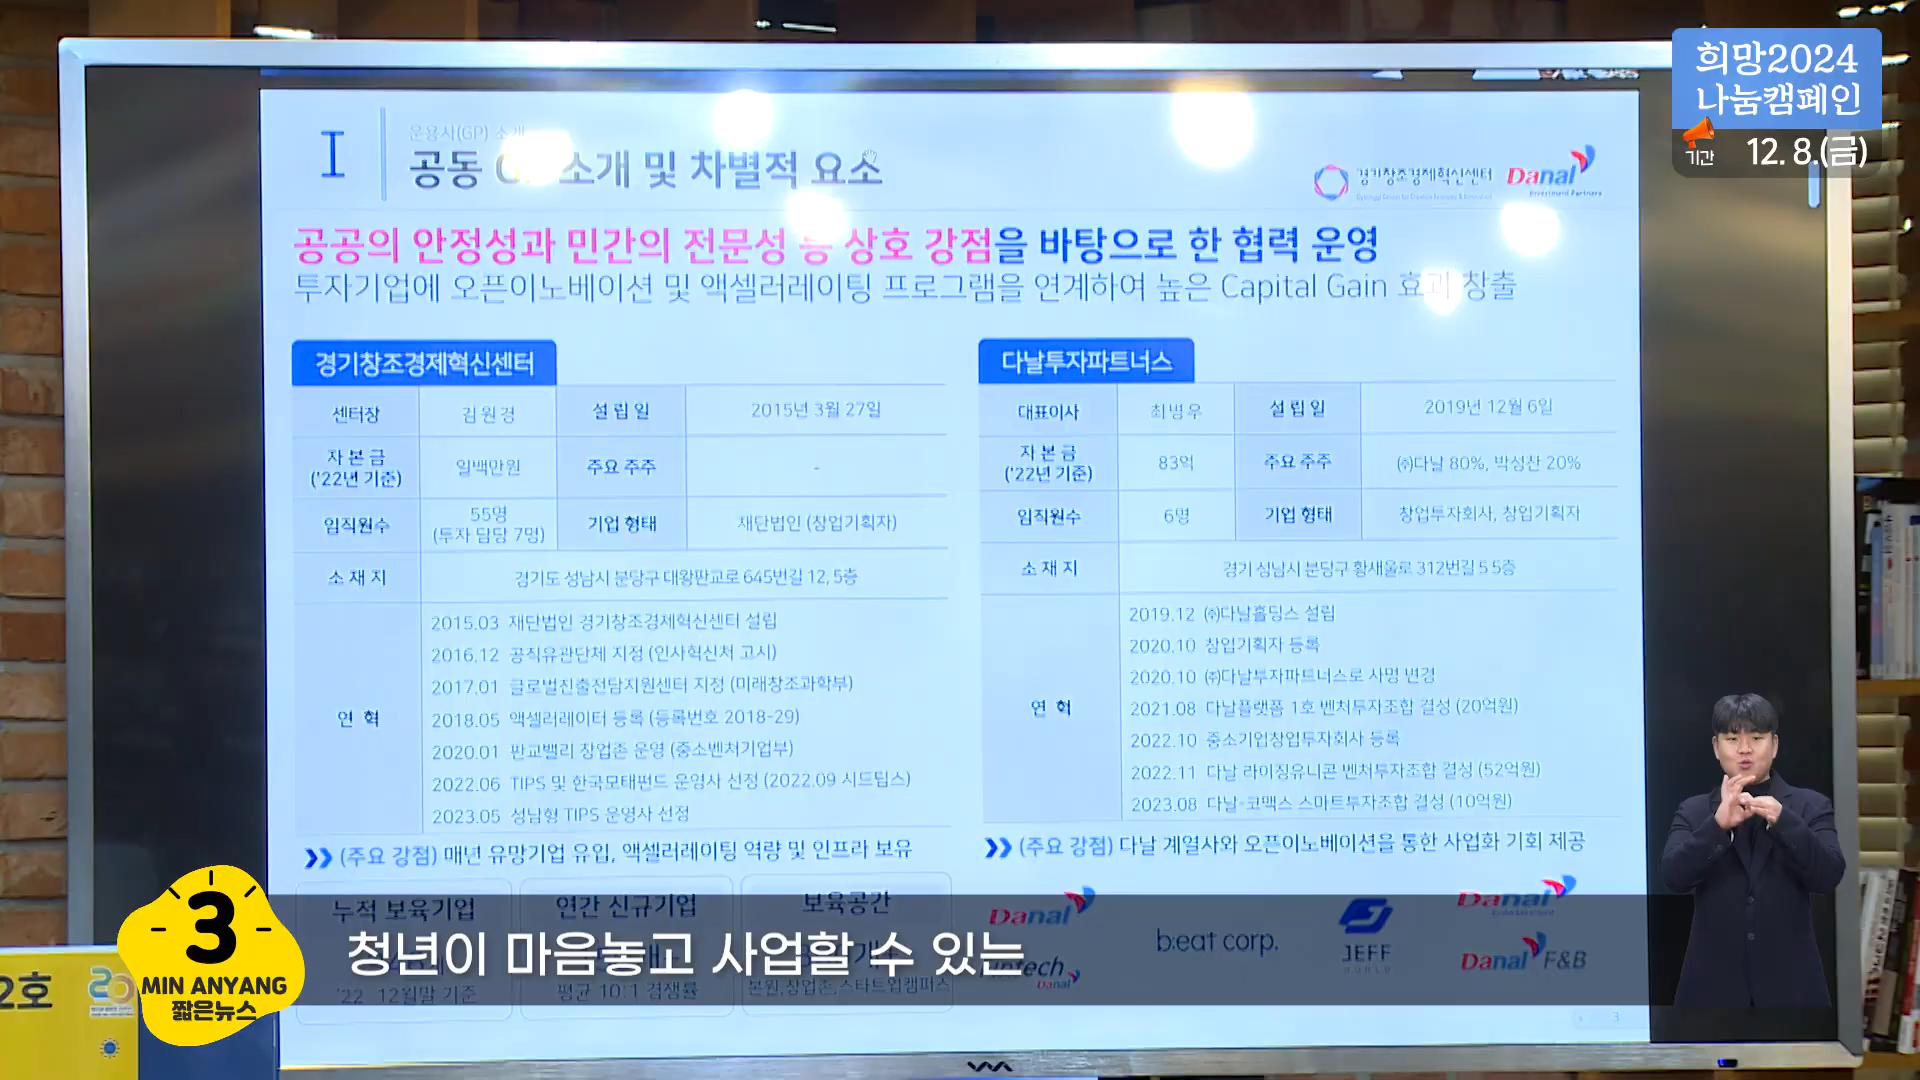 희망2024
나눔캠페인
기간 12. 8.(금)
I
운용사(GP) 소개
공동 소개 및 차별적 요소
경기창조경제혁신센터
Danal
Investment Partners
공공의 안정성과 민간의 전문성 등 상호 강점을 바탕으로 한 협력 운영
투자기업에 오픈이노베이션 및 액셀러레이팅 프로그램을 연계하여 높은 Capital Gain 효과 창출
경기창조경제혁신센터
센터장 김원경 설립일 2015년 3월 27일
자본금 ('22년 기준) 일백만원 주요 주주 -
임직원수 55명 (투자 담당 7명) 기업 형태 재단법인 (창업기획자)
소재지 경기도 성남시 분당구 대왕판교로 645번길 12, 5층
연 혁
2015.03 재단법인 경기창조경제혁신센터 설립
2016.12 공직유관단체 지정 (인사혁신처 고시)
2017.01 글로벌진출전담지원센터 지정 (미래창조과학부)
2018.05 액셀러레이터 등록 (등록번호 2018-29)
2020.01 판교밸리 창업존 운영 (중소벤처기업부)
2022.06 TIPS 및 한국모태펀드 운영사 선정 (2022.09 시드팁스)
2023.05 성남형 TIPS 운영사 선정
(주요 강점) 매년 유망기업 유입, 액셀러레이팅 역량 및 인프라 보유
누적 보육기업
'22 12월말 기준
연간 신규기업
평균 10:1 경쟁률
보육공간
본원,창업존,스타트업캠퍼스
다날투자파트너스
대표이사 최병우 설립일 2019년 12월 6일
자본금 ('22년 기준) 83억 주요 주주 ㈜다날 80%, 박성찬 20%
임직원수 6명 기업 형태 창업투자회사, 창업기획자
소재지 경기 성남시 분당구 황새울로 312번길 5 5층
연 혁
2019.12 ㈜다날홀딩스 설립
2020.10 창업기획자 등록
2020.10 ㈜다날투자파트너스로 사명 변경
2021.08 다날플랫폼 1호 벤처투자조합 결성 (20억원)
2022.10 중소기업창업투자회사 등록
2022.11 다날 라이징유니콘 벤처투자조합 결성 (52억원)
2023.08 다날-코맥스 스마트투자조합 결성 (10억원)
(주요 강점) 다날 계열사와 오픈이노베이션을 통한 사업화 기회 제공
Danal
b:eat corp.
JEFF
WORLD
Danal
Entertainment
Danal
Danal F&B
3
청년이 마음놓고 사업할 수 있는
3
MIN ANYANG
짧은뉴스
2호
20